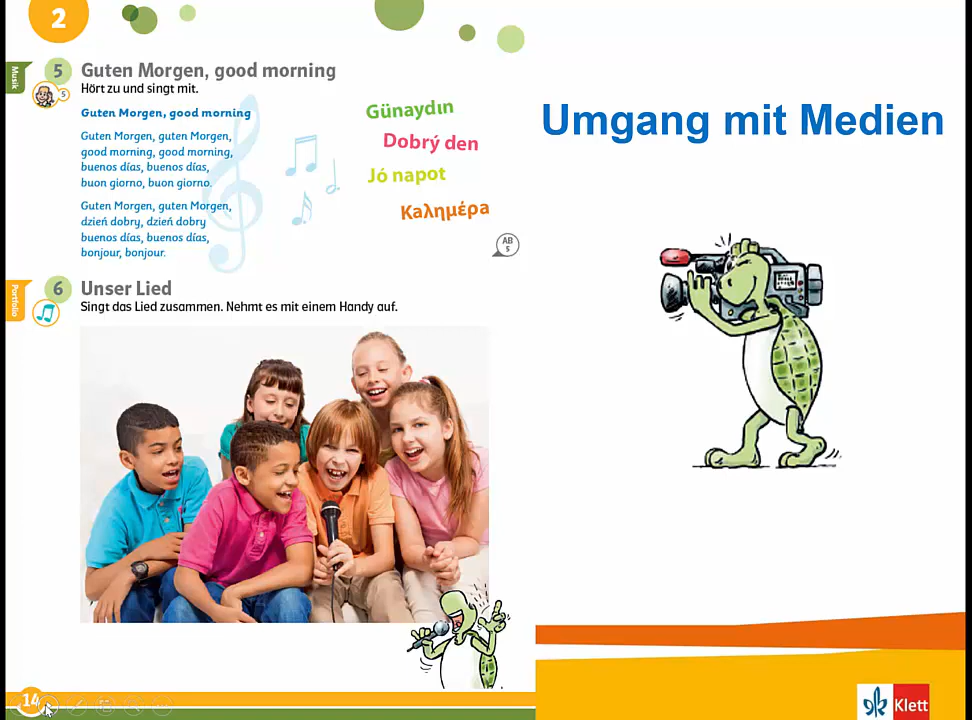 2
Musik
5 Guten Morgen, good morning
Hört zu und singt mit.
5
Guten Morgen, good morning
Guten Morgen, guten Morgen,
good morning, good morning,
buenos días, buenos días,
buon giorno, buon giorno.
Guten Morgen, guten Morgen,
dzień dobry, dzień dobry
buenos días, buenos días,
bonjour, bonjour.
Günaydın
Dobrý den
Jó napot
Καλημέρα
AB
5
Portfolio
6 Unser Lied
Singt das Lied zusammen. Nehmt es mit einem Handy auf.
14
Umgang mit Medien
Klett